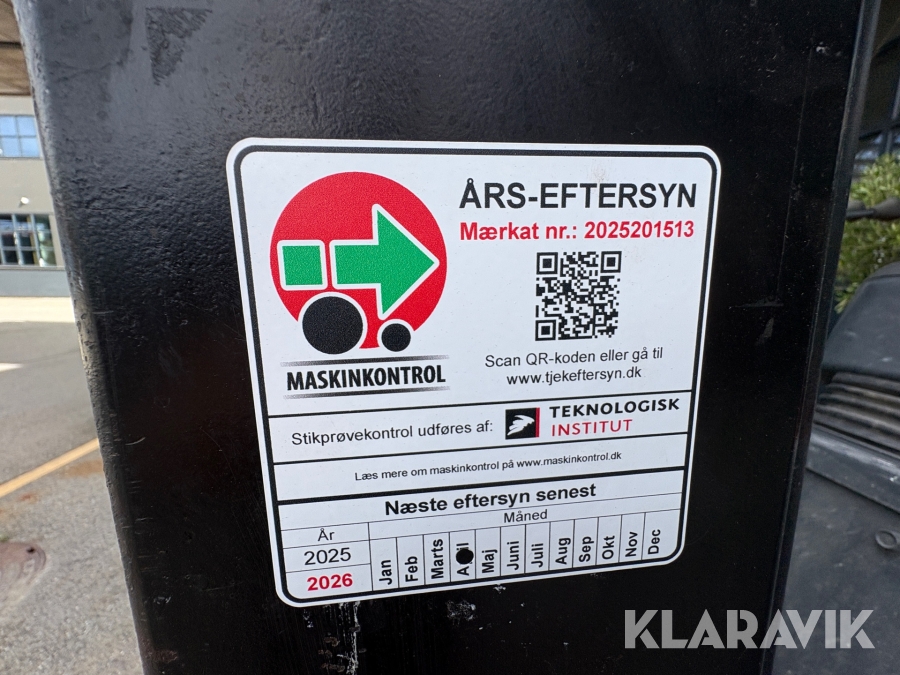 ÅRS-EFTERSYN
Mærkat nr.: 2025201513
Scan QR-koden eller gå til
www.tjekeftersyn.dk
MASKINKONTROL
Stikprøvekontrol udføres af:
TEKNOLOGISK
INSTITUT
Læs mere om maskinkontrol på www.maskinkontrol.dk
Næste eftersyn senest
År
Måned
2025
2026
Jan
Feb
Marts
Maj
Juni
Juli
Aug
Sep
Okt
Nov
Dec
KLARAVIK